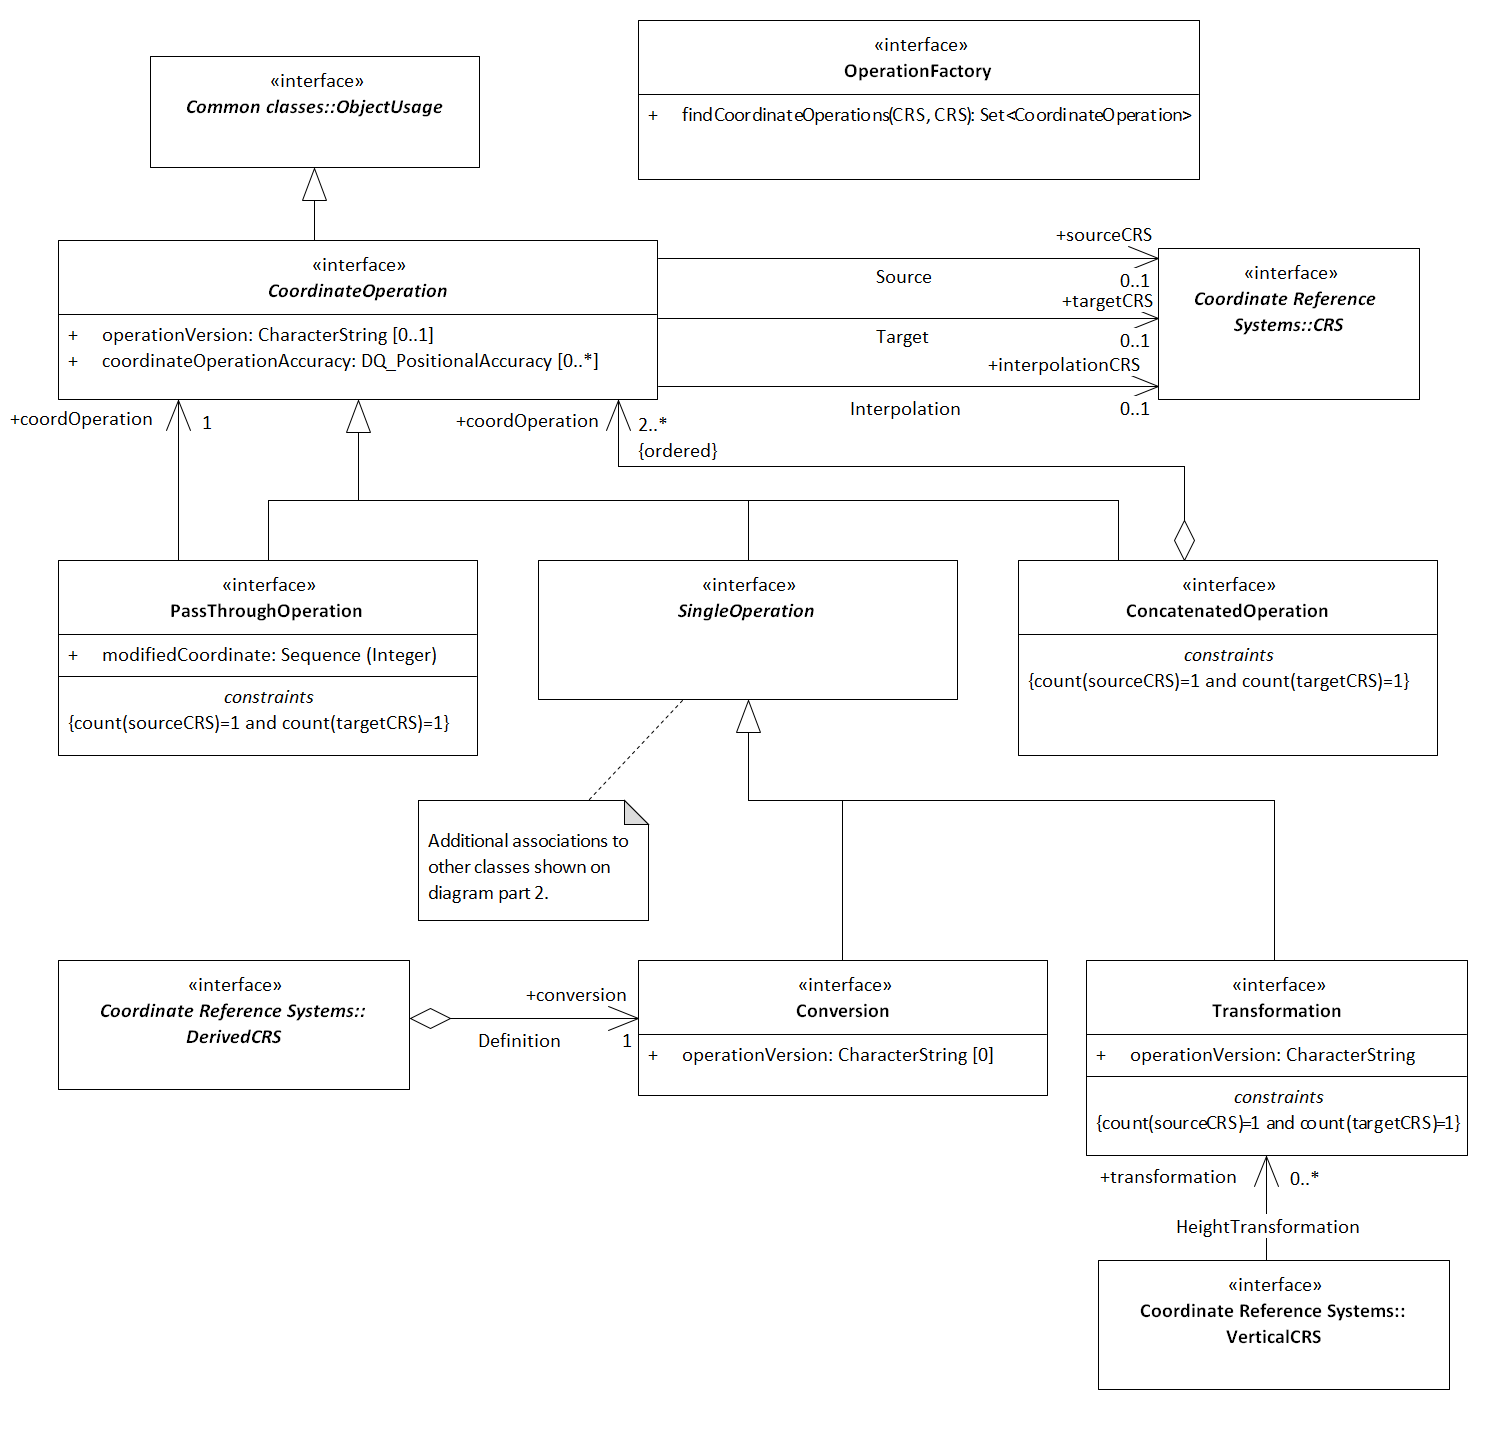 «interface»
OperationFactory
+ findCoordinateOperations(CRS, CRS): Set<CoordinateOperation>
«interface»
Common classes::ObjectUsage
«interface»
CoordinateOperation
+ operationVersion: CharacterString [0..1]
+ coordinateOperationAccuracy: DQ_PositionalAccuracy [0..*]
+sourceCRS
Source
0..1
+targetCRS
Target
0..1
+interpolationCRS
Interpolation
0..1
«interface»
Coordinate Reference
Systems::CRS
+coordOperation
1
+coordOperation
2..*
{ordered}
«interface»
PassThroughOperation
+ modifiedCoordinate: Sequence (Integer)
constraints
{count(sourceCRS)=1 and count(targetCRS)=1}
«interface»
SingleOperation
«interface»
ConcatenatedOperation
constraints
{count(sourceCRS)=1 and count(targetCRS)=1}
Additional associations to
other classes shown on
diagram part 2.
«interface»
Coordinate Reference Systems::
DerivedCRS
+conversion
Definition
1
«interface»
Conversion
+ operationVersion: CharacterString [0]
«interface»
Transformation
+ operationVersion: CharacterString
constraints
{count(sourceCRS)=1 and count(targetCRS)=1}
+transformation
0..*
HeightTransformation
«interface»
Coordinate Reference Systems::
VerticalCRS